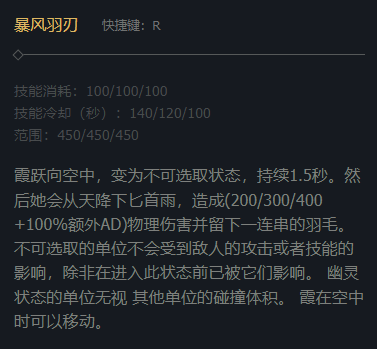 暴风羽刃 快捷键：R
技能消耗：100/100/100
技能冷却（秒）：140/120/100
范围：450/450/450
霞跃向空中，变为不可选取状态，持续1.5秒。然
后她会从天降下匕首雨，造成(200/300/400
+100%额外AD)物理伤害并留下一连串的羽毛。
不可选取的单位不会受到敌人的攻击或者技能的
影响，除非在进入此状态前已被它们影响。 幽灵
状态的单位无视 其他单位的碰撞体积。 霞在空中
时可以移动。